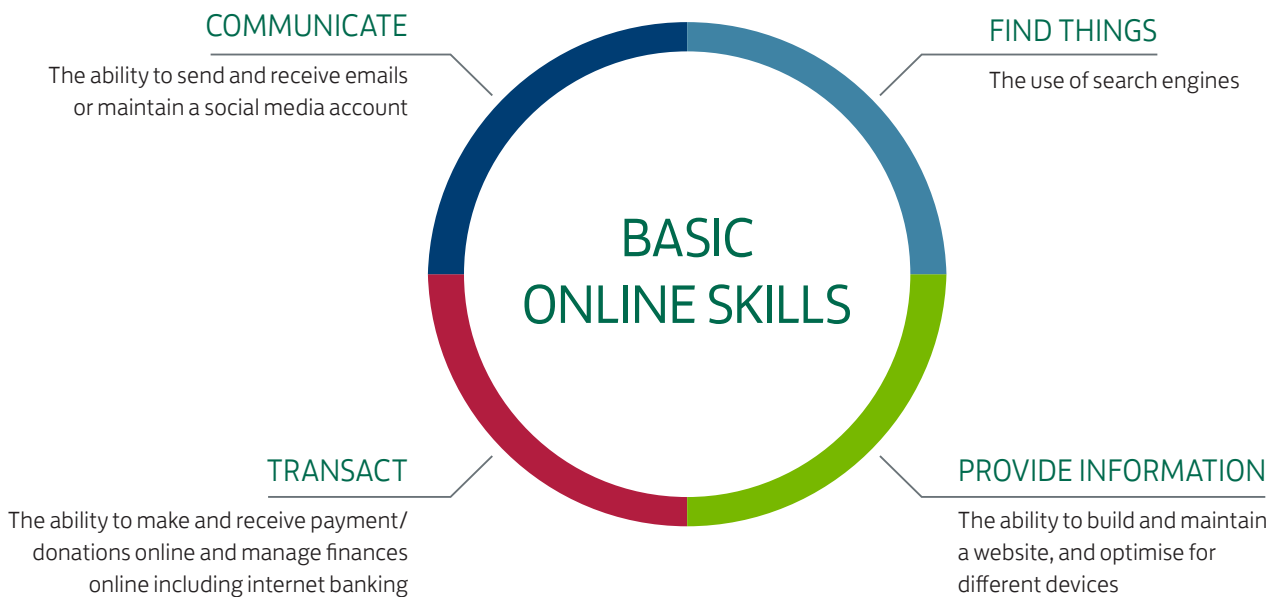 COMMUNICATE
The ability to send and receive emails
or maintain a social media account
FIND THINGS
The use of search engines
BASIC
ONLINE SKILLS
TRANSACT
The ability to make and receive payment/
donations online and manage finances
online including internet banking
PROVIDE INFORMATION
The ability to build and maintain
a website, and optimise for
different devices